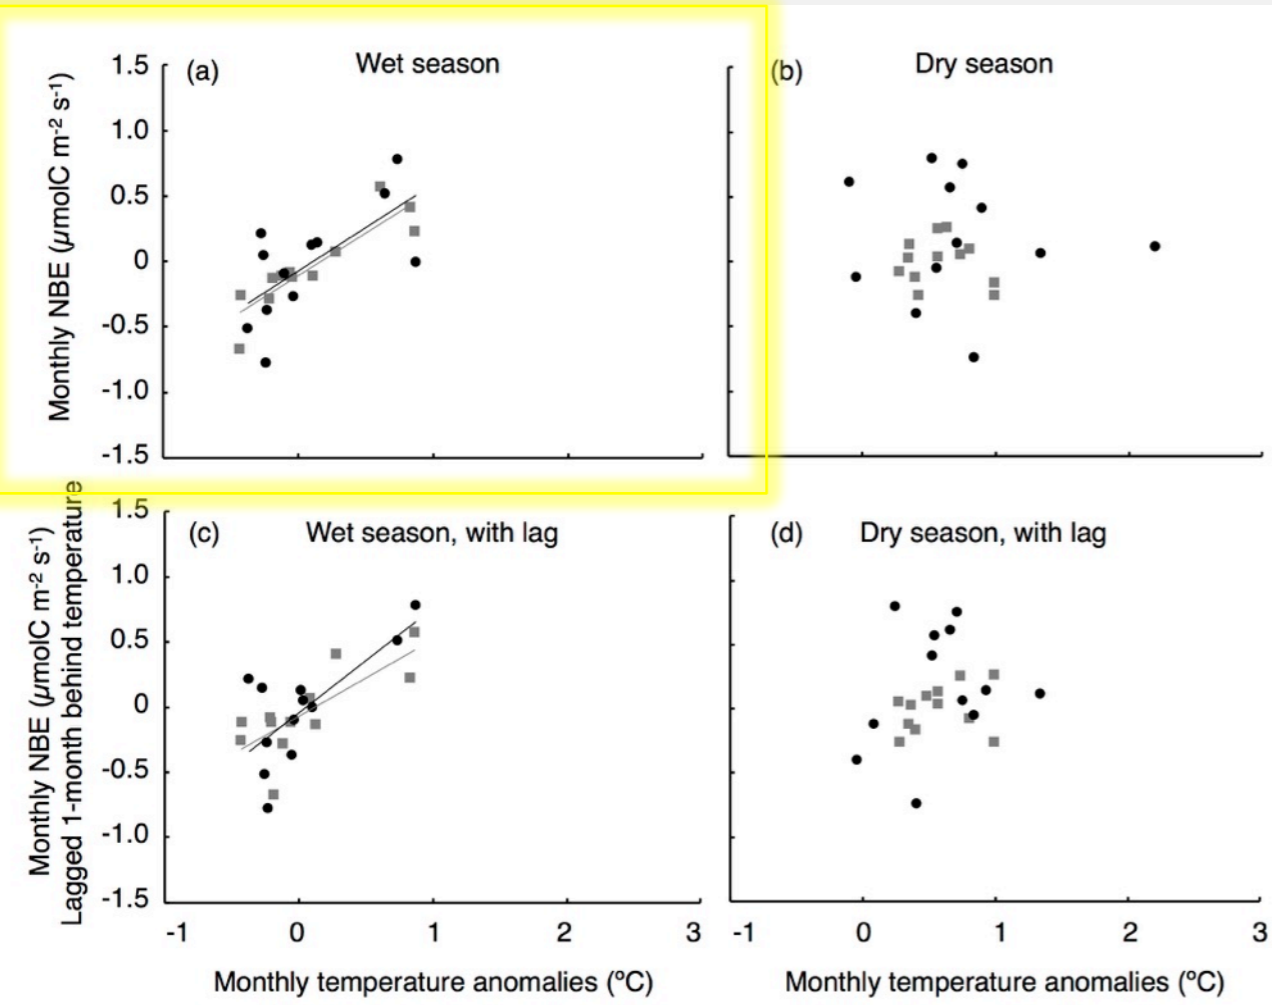 (a) Wet season
1.5
1.0
0.5
0
-0.5
-1.0
-1.5
Monthly NBE (µmolC m-2 s-1)
(b) Dry season
(c) Wet season, with lag
1.5
1.0
0.5
0
-0.5
-1.0
-1.5
Monthly NBE (µmolC m-2 s-1)
Lagged 1-month behind temperature
-1 0 1 2 3
Monthly temperature anomalies (ºC)
(d) Dry season, with lag
-1 0 1 2 3
Monthly temperature anomalies (ºC)